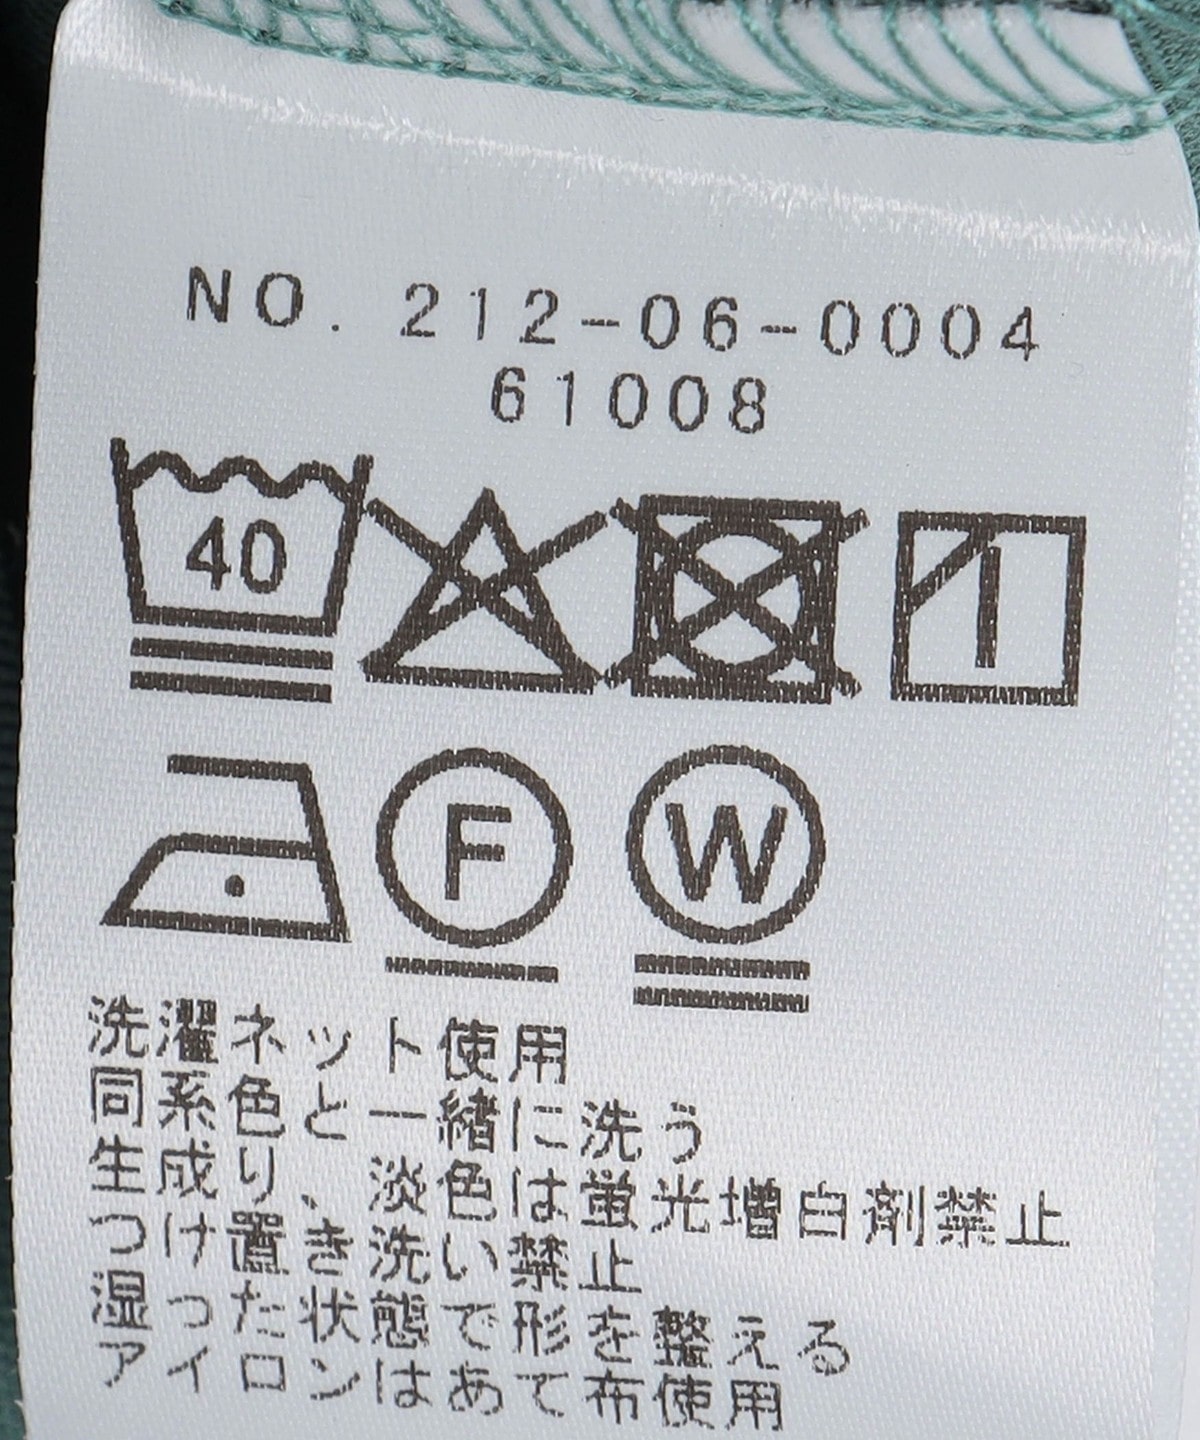 NO. 212-06-0004
61008
40
F
W
洗濯ネット使用
同系色と一緒に洗う
生成り、淡色は蛍光増白剤禁止
つけ置き洗い禁止
湿った状態で形を整える
アイロンはあて布使用